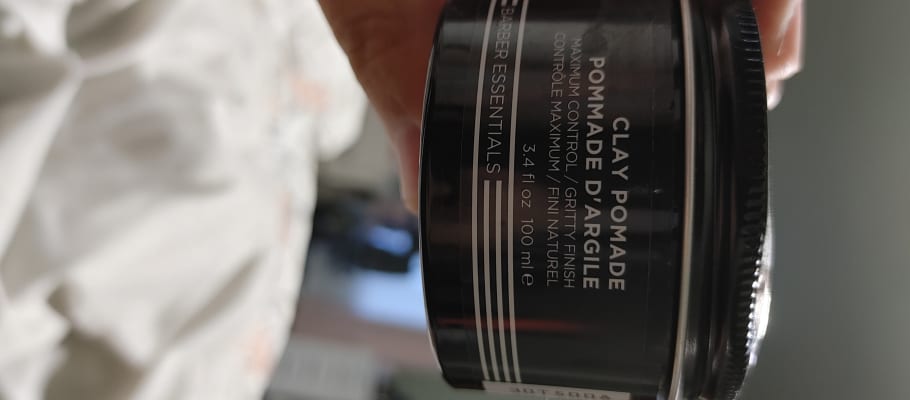 CLAY POMADE
POMMADE D'ARGILE
MAXIMUM CONTROL / GRITTY FINISH
CONTRÔLE MAXIMUM / FINI NATUREL
3.4 fl oz 100 ml e
BARBER ESSENTIALS